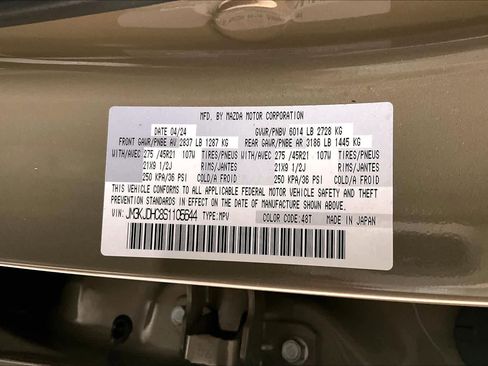 MFD. BY MAZDA MOTOR CORPORATION
DATE 04/24 GVWR/PNBV 6014 LB 2728 KG
FRONT GAWR/PNBE AV 2837 LB 1287 KG REAR GAWR/PNBE AR 3186 LB 1445 KG
WITH/AVEC 275 /45R21 107W TIRES/PNEUS WITH/AVEC 275 /45R21 107W TIRES/PNEUS
21X9 1/2J RIMS/JANTES 21X9 1/2J RIMS/JANTES
250 KPA/36 PSI COLD/A FROID 250 KPA/36 PSI COLD/A FROID
THIS VEHICLE CONFORMS TO ALL APPLICABLE FEDERAL MOTOR VEHICLE SAFETY AND THEFT
PREVENTION STANDARDS IN EFFECT ON THE DATE OF MANUFACTURE SHOWN ABOVE.
VIN: JM3KJDHC8S1105644 TYPE:MPV COLOR CODE:48T MADE IN JAPAN